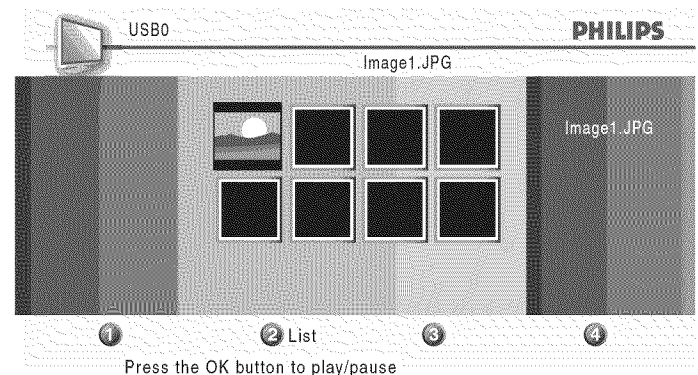 USB0
PHILIPS
Image1.JPG
Image1.JPG
1
2 List
3
4
Press the OK button to play/pause